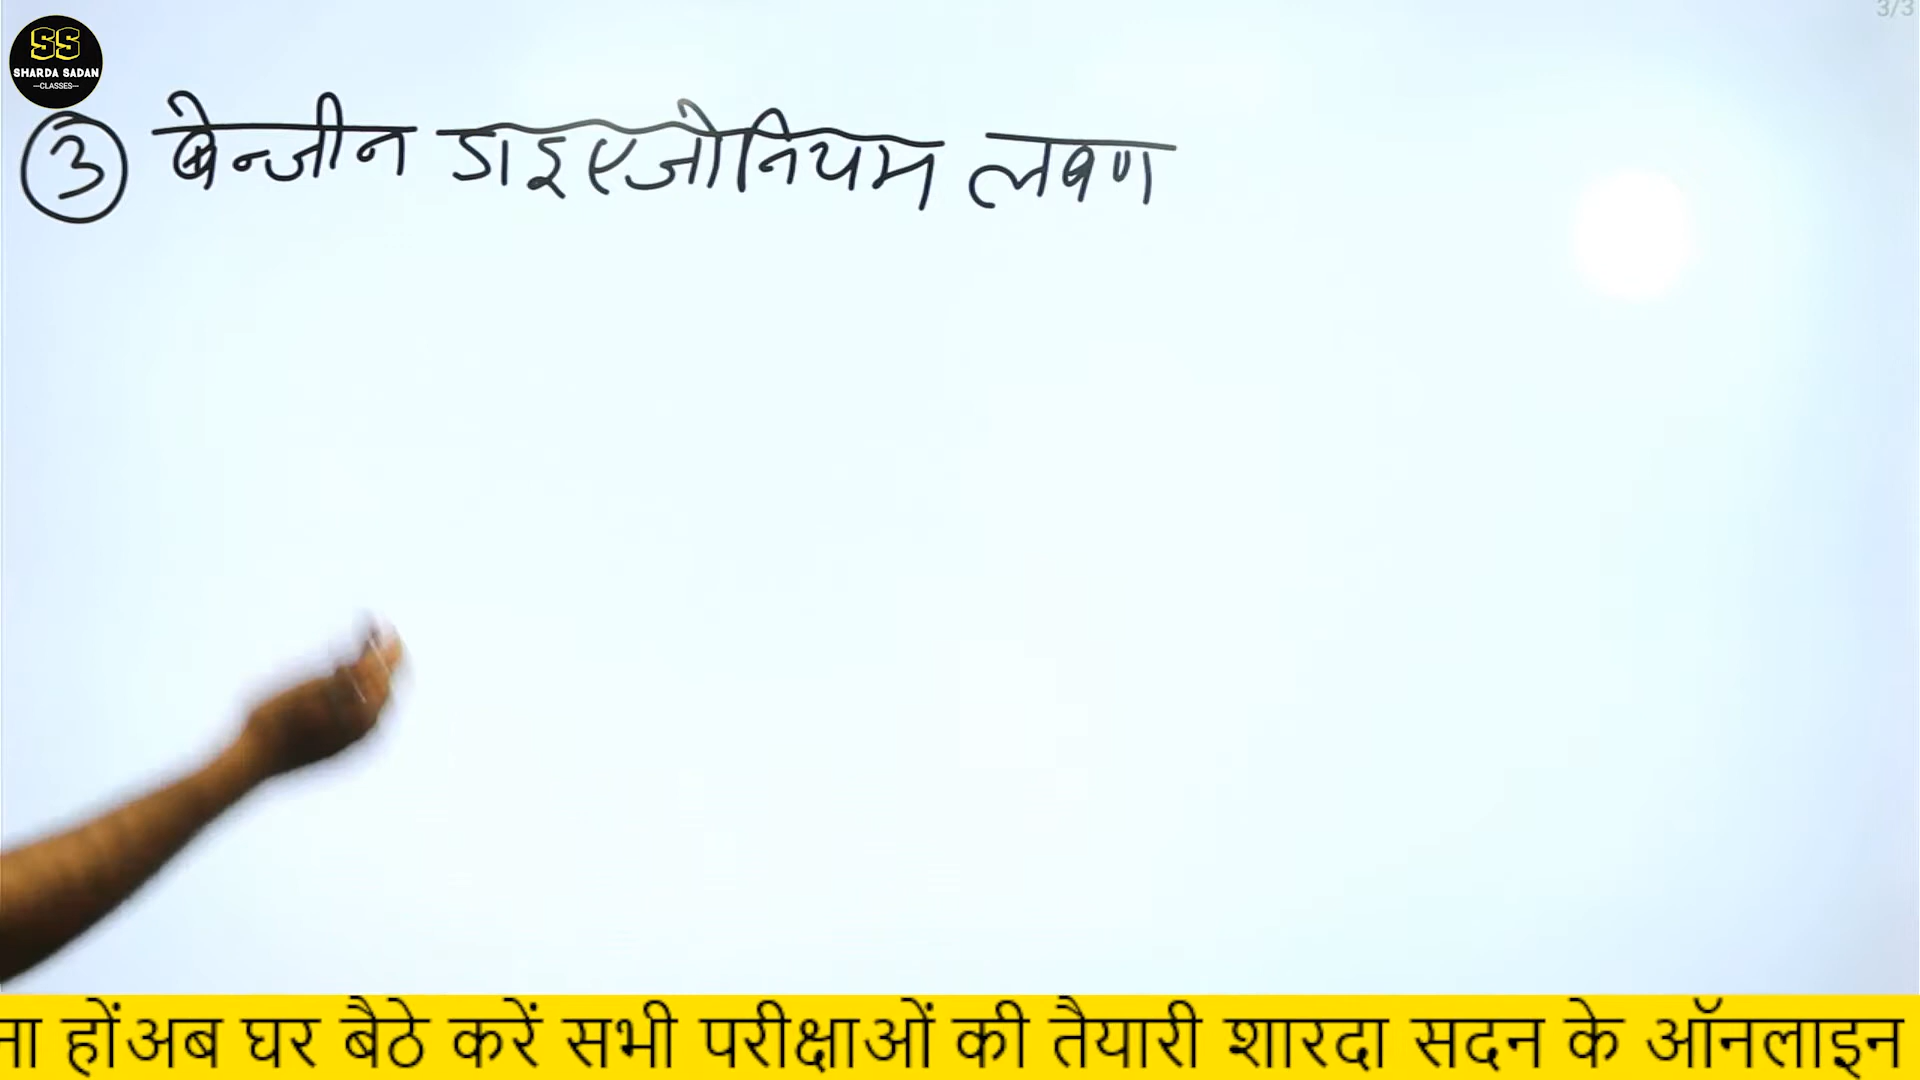 3/3
SS
SHARDA SADAN
—CLASSES—
③ बेन्जीन डाइएजोनियम लवण
ना होंअब घर बैठे करें सभी परीक्षाओं की तैयारी शारदा सदन के ऑनलाइन